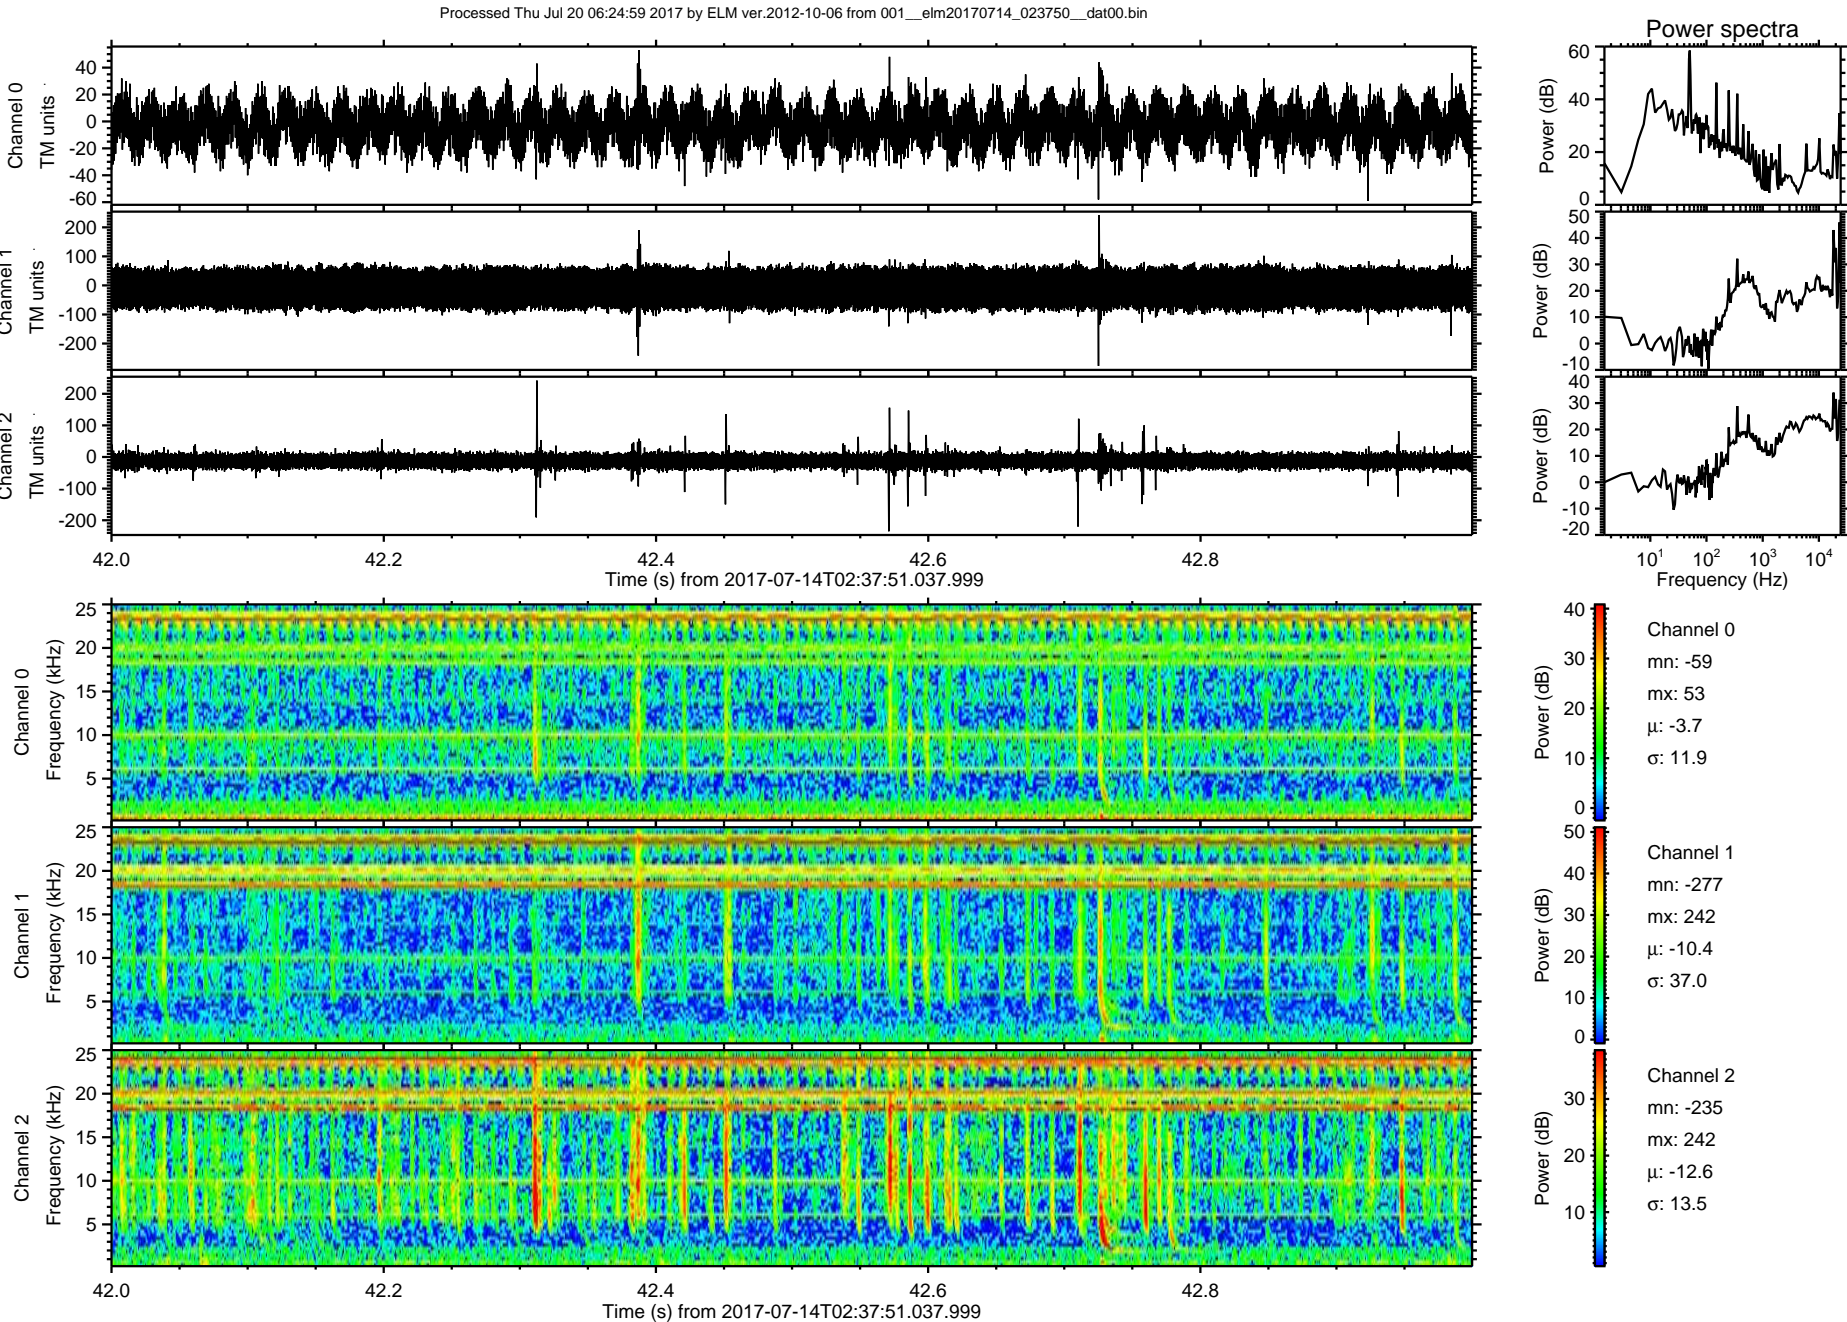 Processed Thu Jul 20 06:24:59 2017 by ELM ver.2012-10-06 from 001__elm20170714_023750__dat00.bin
Power spectra
Channel 0
TM units
40
20
0
-20
-40
-60
Power (dB)
60
40
20
0
Channel 1
TM units
200
100
0
-100
-200
Power (dB)
50
40
30
20
10
0
-10
Channel 2
TM units
200
100
0
-100
-200
Power (dB)
40
30
20
10
0
-10
-20
42.0 42.2 42.4 42.6 42.8
Time (s) from 2017-07-14T02:37:51.037.999
10¹ 10² 10³ 10⁴
Frequency (Hz)
Channel 0
Frequency (kHz)
25
20
15
10
5
Power (dB)
40
30
20
10
0
Channel 0
mn: -59
mx: 53
μ: -3.7
σ: 11.9
Channel 1
Frequency (kHz)
25
20
15
10
5
Power (dB)
50
40
30
20
10
0
Channel 1
mn: -277
mx: 242
μ: -10.4
σ: 37.0
Channel 2
Frequency (kHz)
25
20
15
10
5
Power (dB)
30
20
10
Channel 2
mn: -235
mx: 242
μ: -12.6
σ: 13.5
42.0 42.2 42.4 42.6 42.8
Time (s) from 2017-07-14T02:37:51.037.999